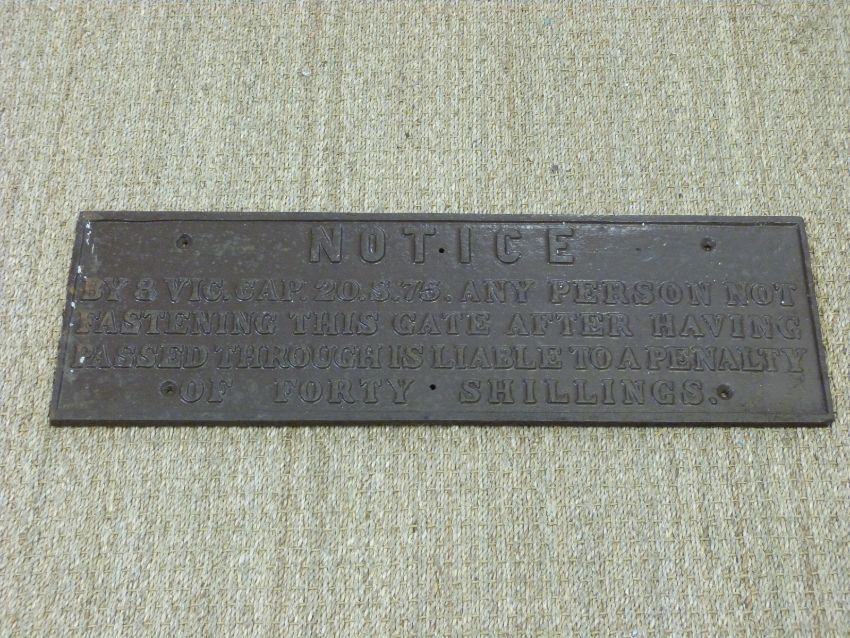 NOTICE
BY 8 VIC. CAP. 20. S. 75. ANY PERSON NOT
FASTENING THIS GATE AFTER HAVING
PASSED THROUGH IS LIABLE TO A PENALTY
OF FORTY SHILLINGS.